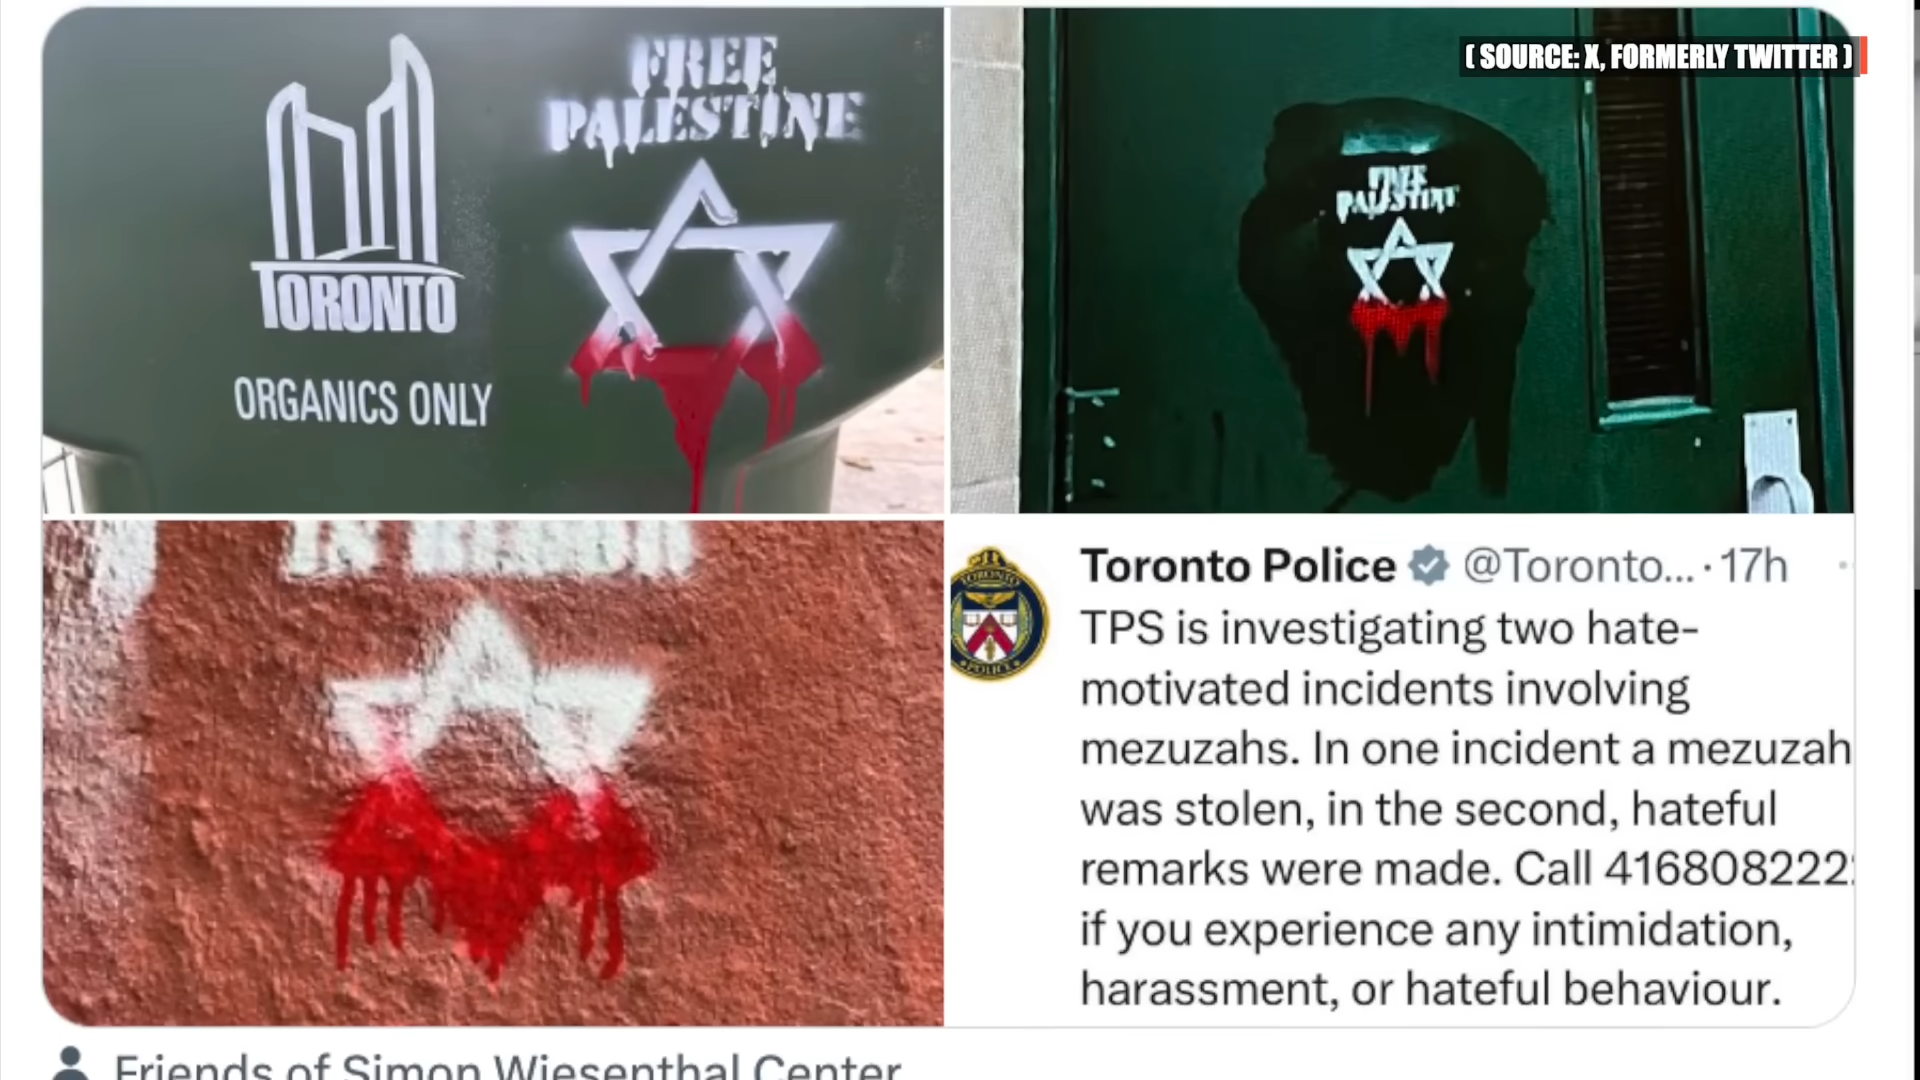 ( SOURCE: X, FORMERLY TWITTER )
FREE
PALESTINE
TORONTO
ORGANICS ONLY
FREE
PALESTINE
IN
Toronto Police @Toronto... · 17h
TPS is investigating two hate-
motivated incidents involving
mezuzahs. In one incident a mezuzah
was stolen, in the second, hateful
remarks were made. Call 416808222
if you experience any intimidation,
harassment, or hateful behaviour.
Friends of Simon Wiesenthal Center